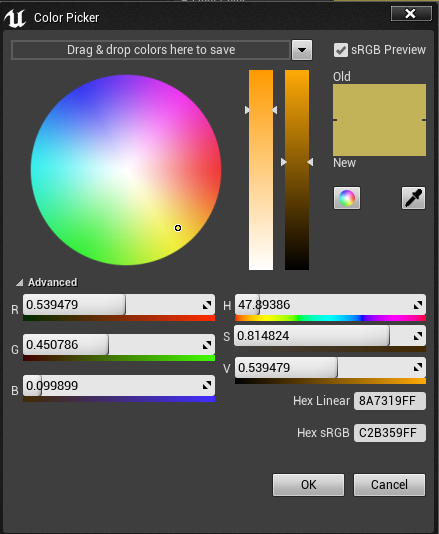 Color Picker
Drag & drop colors here to save
sRGB Preview
Old
New
Advanced
R 0.539479
H 47.89386
G 0.450786
S 0.814824
B 0.099899
V 0.539479
Hex Linear 8A7319FF
Hex sRGB C2B359FF
OK Cancel